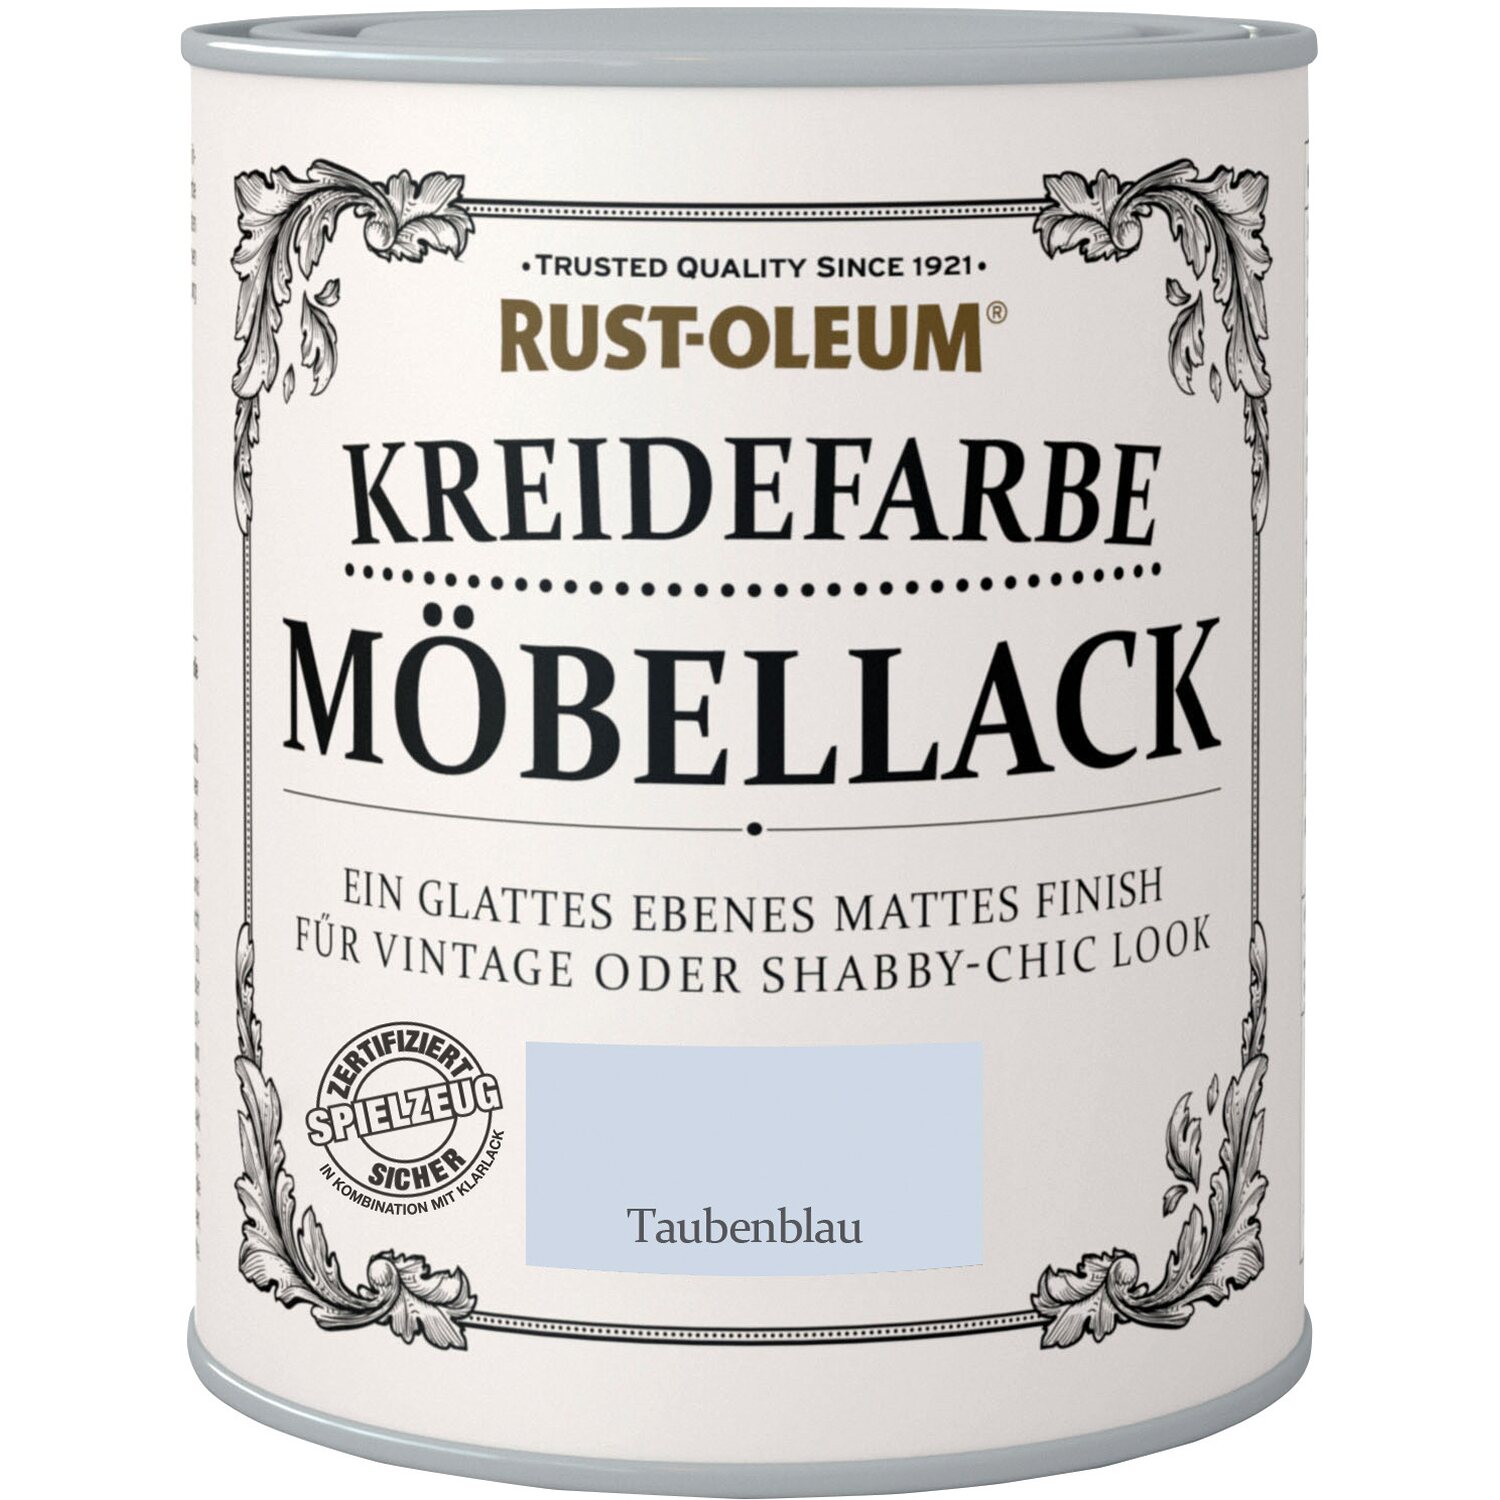 •TRUSTED QUALITY SINCE 1921•
RUST-OLEUM®
KREIDEFARBE
MÖBELLACK
EIN GLATTES EBENES MATTES FINISH
FŰR VINTAGE ODER SHABBY-CHIC LOOK
ZERTIFIZIERT
SPIELZEUG
SICHER
IN KOMBINATION MIT KLARLACK
Taubenblau